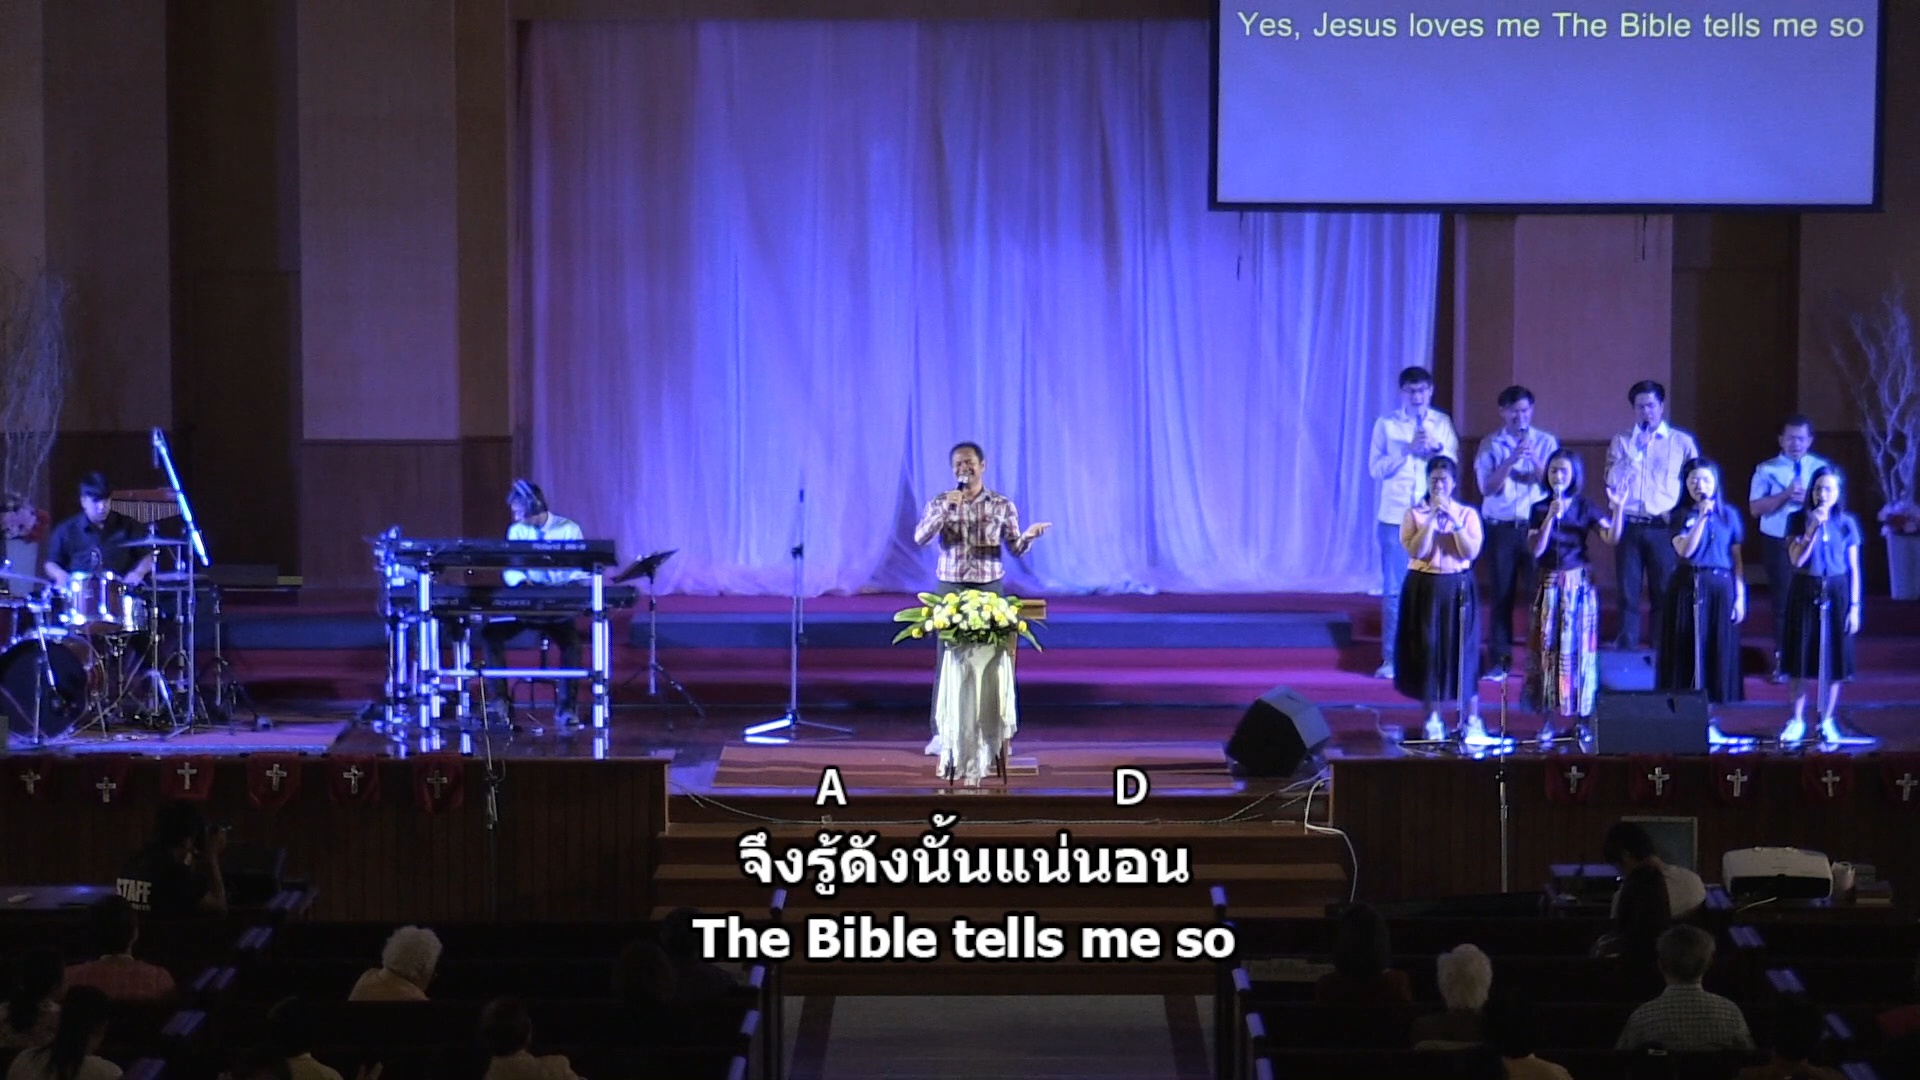 Yes, Jesus loves me The Bible tells me so
Roland
STAFF
A D
จึงรู้ดังนั้นแน่นอน
The Bible tells me so